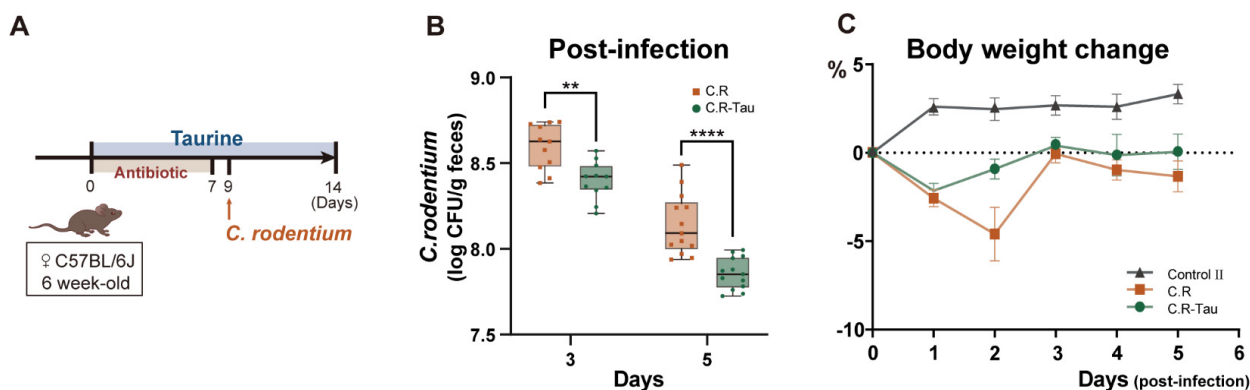 A
Taurine
Antibiotic
0
7
9
14
(Days)
C. rodentium
♀ C57BL/6J
6 week-old
B
Post-infection
C.rodentium
(log CFU/g feces)
9.0
8.5
8.0
7.5
**
****
C.R
C.R-Tau
3
5
Days
C
Body weight change
%
5
0
-5
-10
Control II
C.R
C.R-Tau
0
1
2
3
4
5
6
Days (post-infection)